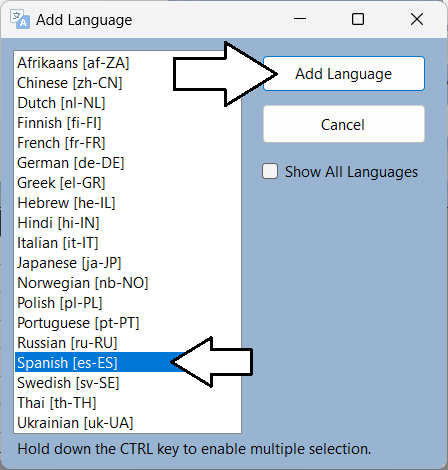 Add Language
Afrikaans [af-ZA]
Chinese [zh-CN]
Dutch [nl-NL]
Finnish [fi-FI]
French [fr-FR]
German [de-DE]
Greek [el-GR]
Hebrew [he-IL]
Hindi [hi-IN]
Italian [it-IT]
Japanese [ja-JP]
Norwegian [nb-NO]
Polish [pl-PL]
Portuguese [pt-PT]
Russian [ru-RU]
Spanish [es-ES]
Swedish [sv-SE]
Thai [th-TH]
Ukrainian [uk-UA]
Add Language
Cancel
Show All Languages
Hold down the CTRL key to enable multiple selection.